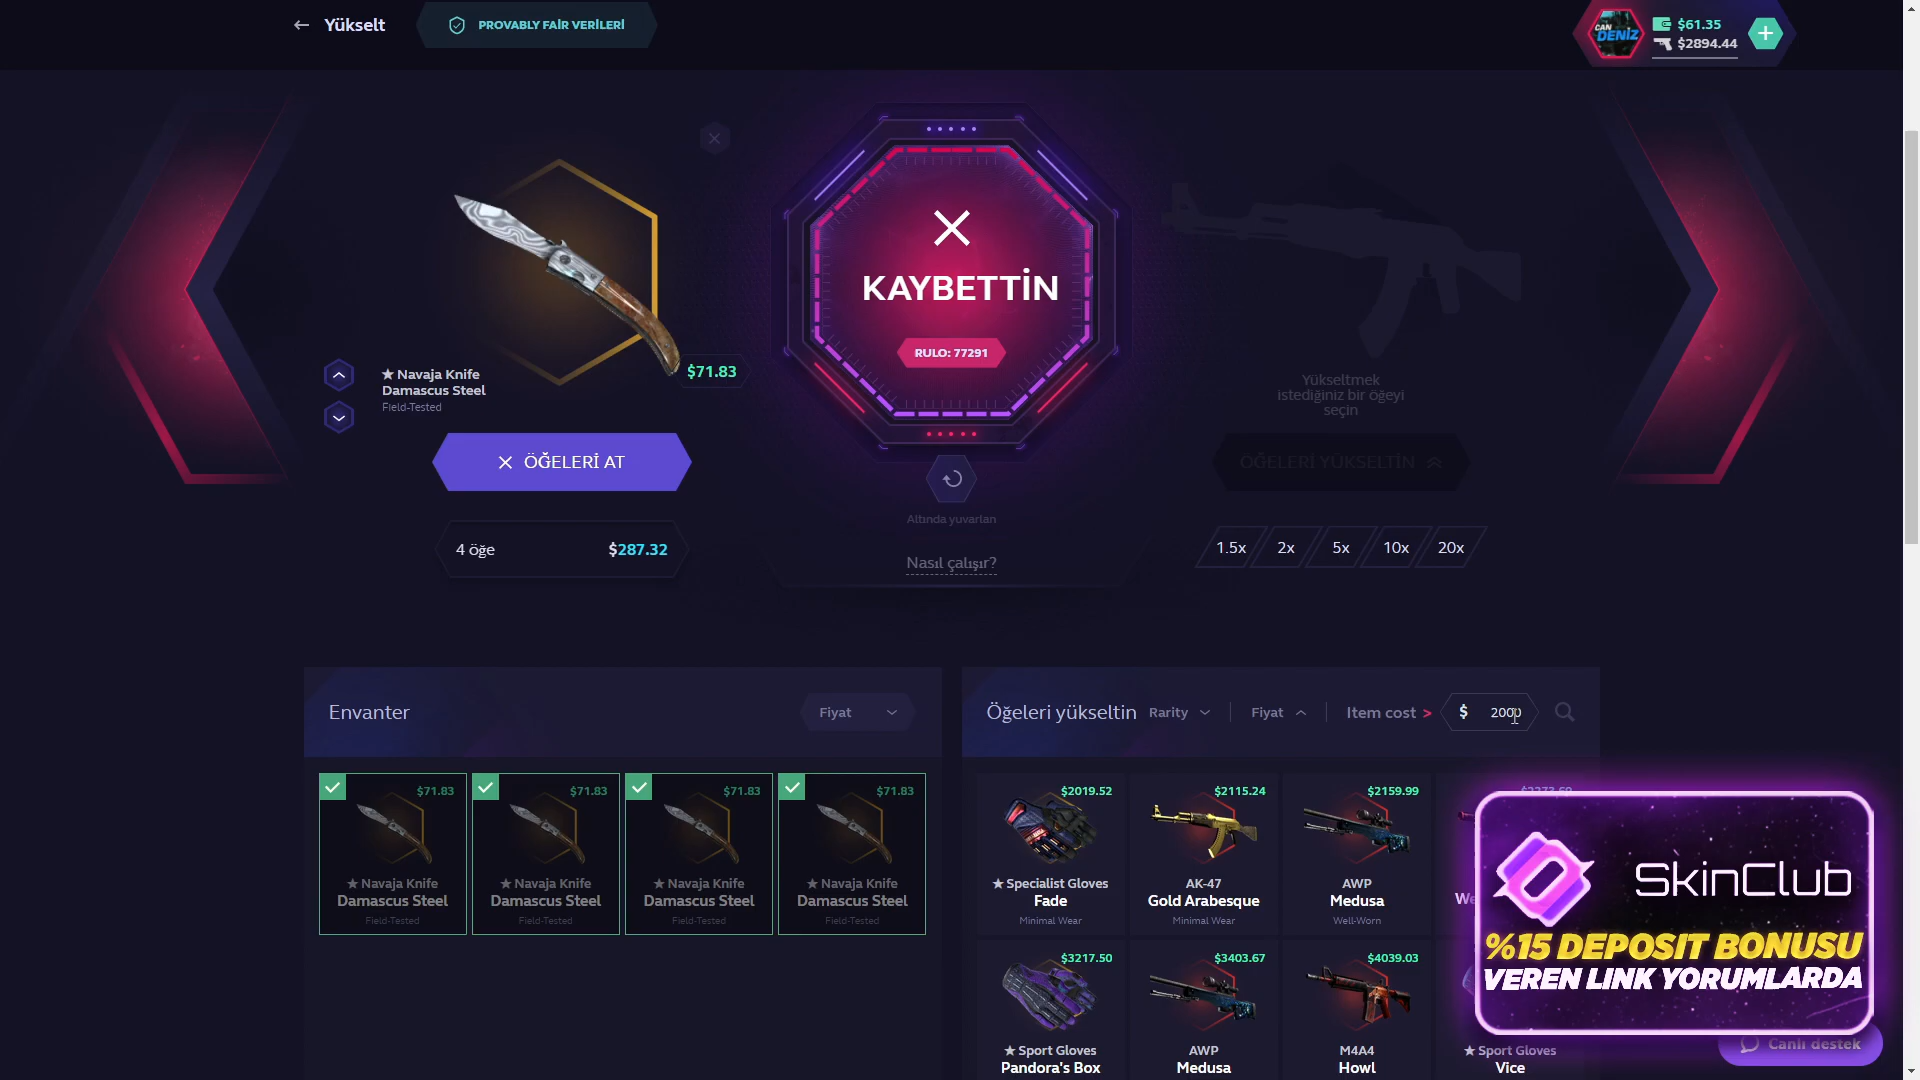 Yükselt
PROVABLY FAİR VERİLERİ
CAN
DENİZ
$61.35
$2894.44
KAYBETTİN
RULO: 77291
$71.83
★ Navaja Knife
Damascus Steel
Field-Tested
Yükseltmek
istediğiniz bir öğeyi
seçin
ÖĞELERİ AT
ÖĞELERİ YÜKSELTİN
Altında yuvarlan
4 öğe
$287.32
Nasıl çalışır?
1.5x
2x
5x
10x
20x
Envanter
Fiyat
Öğeleri yükseltin
Rarity
Fiyat
Item cost >
$ 2000
$71.83
★ Navaja Knife
Damascus Steel
Field-Tested
$71.83
★ Navaja Knife
Damascus Steel
Field-Tested
$71.83
★ Navaja Knife
Damascus Steel
Field-Tested
$71.83
★ Navaja Knife
Damascus Steel
Field-Tested
$2019.52
★ Specialist Gloves
Fade
Minimal Wear
$2115.24
AK-47
Gold Arabesque
Minimal Wear
$2159.99
AWP
Medusa
Well-Worn
$3217.50
★ Sport Gloves
Pandora's Box
$3403.67
AWP
Medusa
$4039.03
M4A4
Howl
★ Sport Gloves
Vice
SKINCLUB
%15 DEPOSIT BONUSU
VEREN LINK YORUMLARDA
Canlı destek